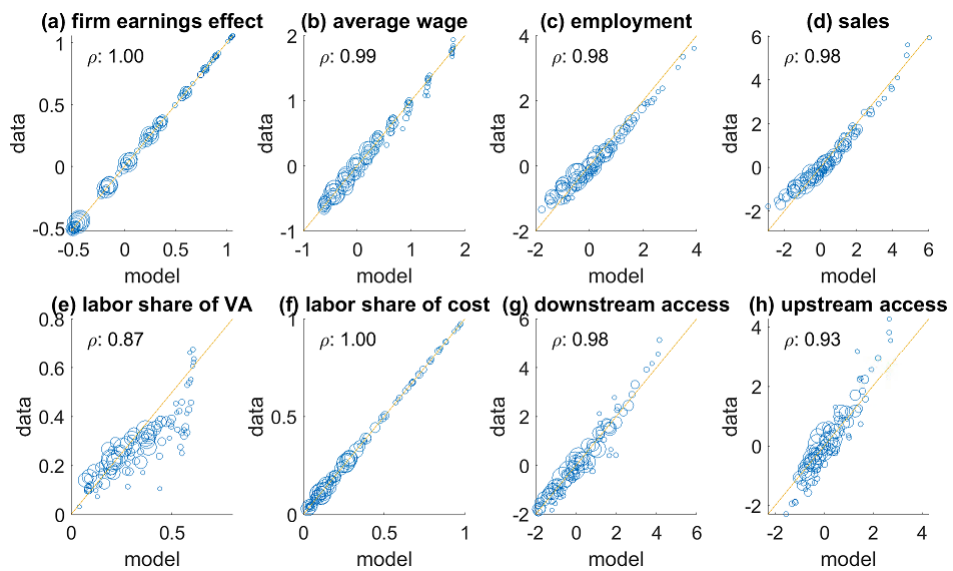 (a) firm earnings effect
ρ: 1.00
1
0.5
0
-0.5
-0.5
0
0.5
1
data
model
(b) average wage
ρ: 0.99
2
1
0
-1
-1
0
1
2
data
model
(c) employment
ρ: 0.98
4
2
0
-2
-2
0
2
4
data
model
(d) sales
ρ: 0.98
6
4
2
0
-2
-2
0
2
4
6
data
model
(e) labor share of VA
ρ: 0.87
0.8
0.6
0.4
0.2
0
0
0.5
data
model
(f) labor share of cost
ρ: 1.00
1
0.5
0
0
0.5
1
data
model
(g) downstream access
ρ: 0.98
6
4
2
0
-2
-2
0
2
4
6
data
model
(h) upstream access
ρ: 0.93
4
2
0
-2
-2
0
2
4
data
model